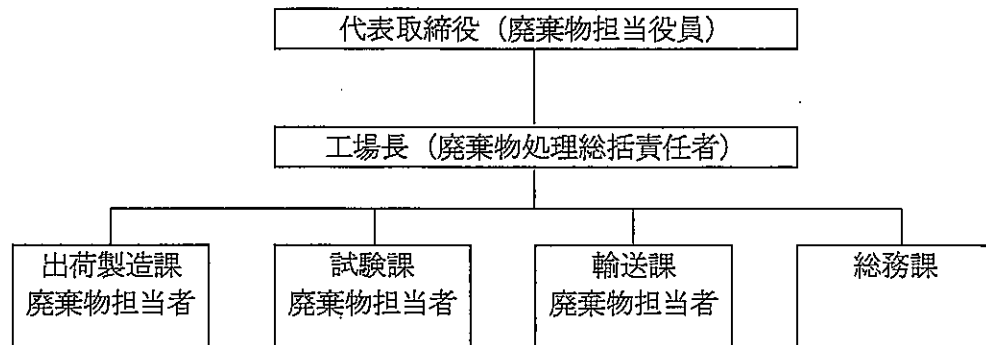 代表取締役（廃棄物担当役員）
工場長（廃棄物処理総括責任者）
出荷製造課
廃棄物担当者
試験課
廃棄物担当者
輸送課
廃棄物担当者
総務課